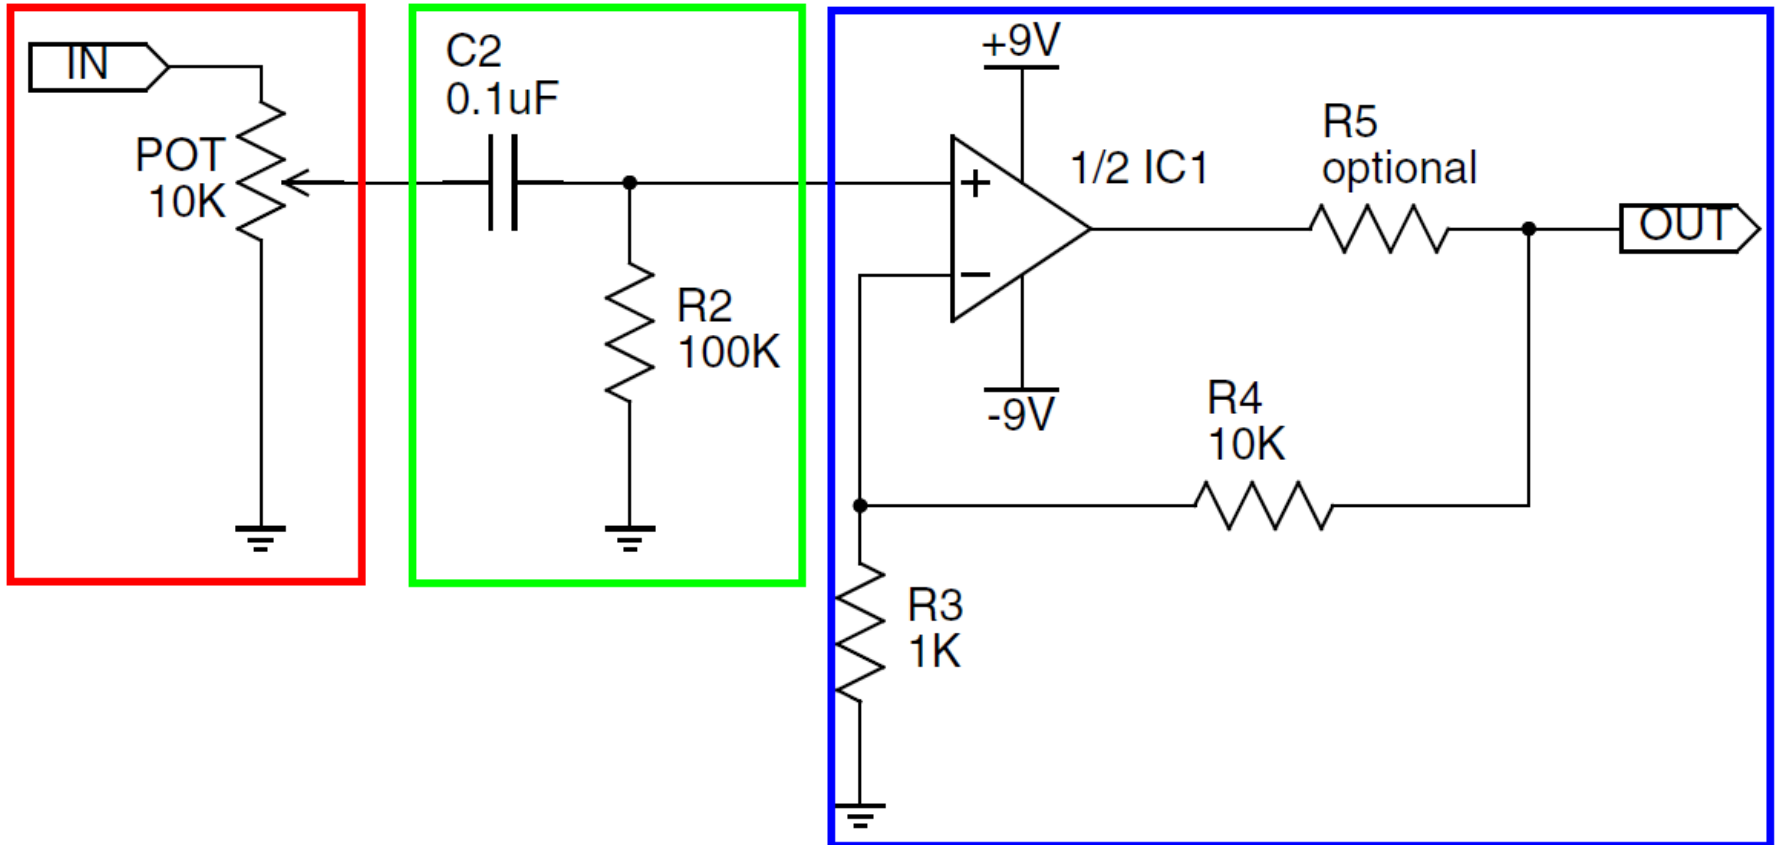 IN
POT
10K
C2
0.1uF
R2
100K
+9V
1/2 IC1
+
−
-9V
R5
optional
OUT
R4
10K
R3
1K